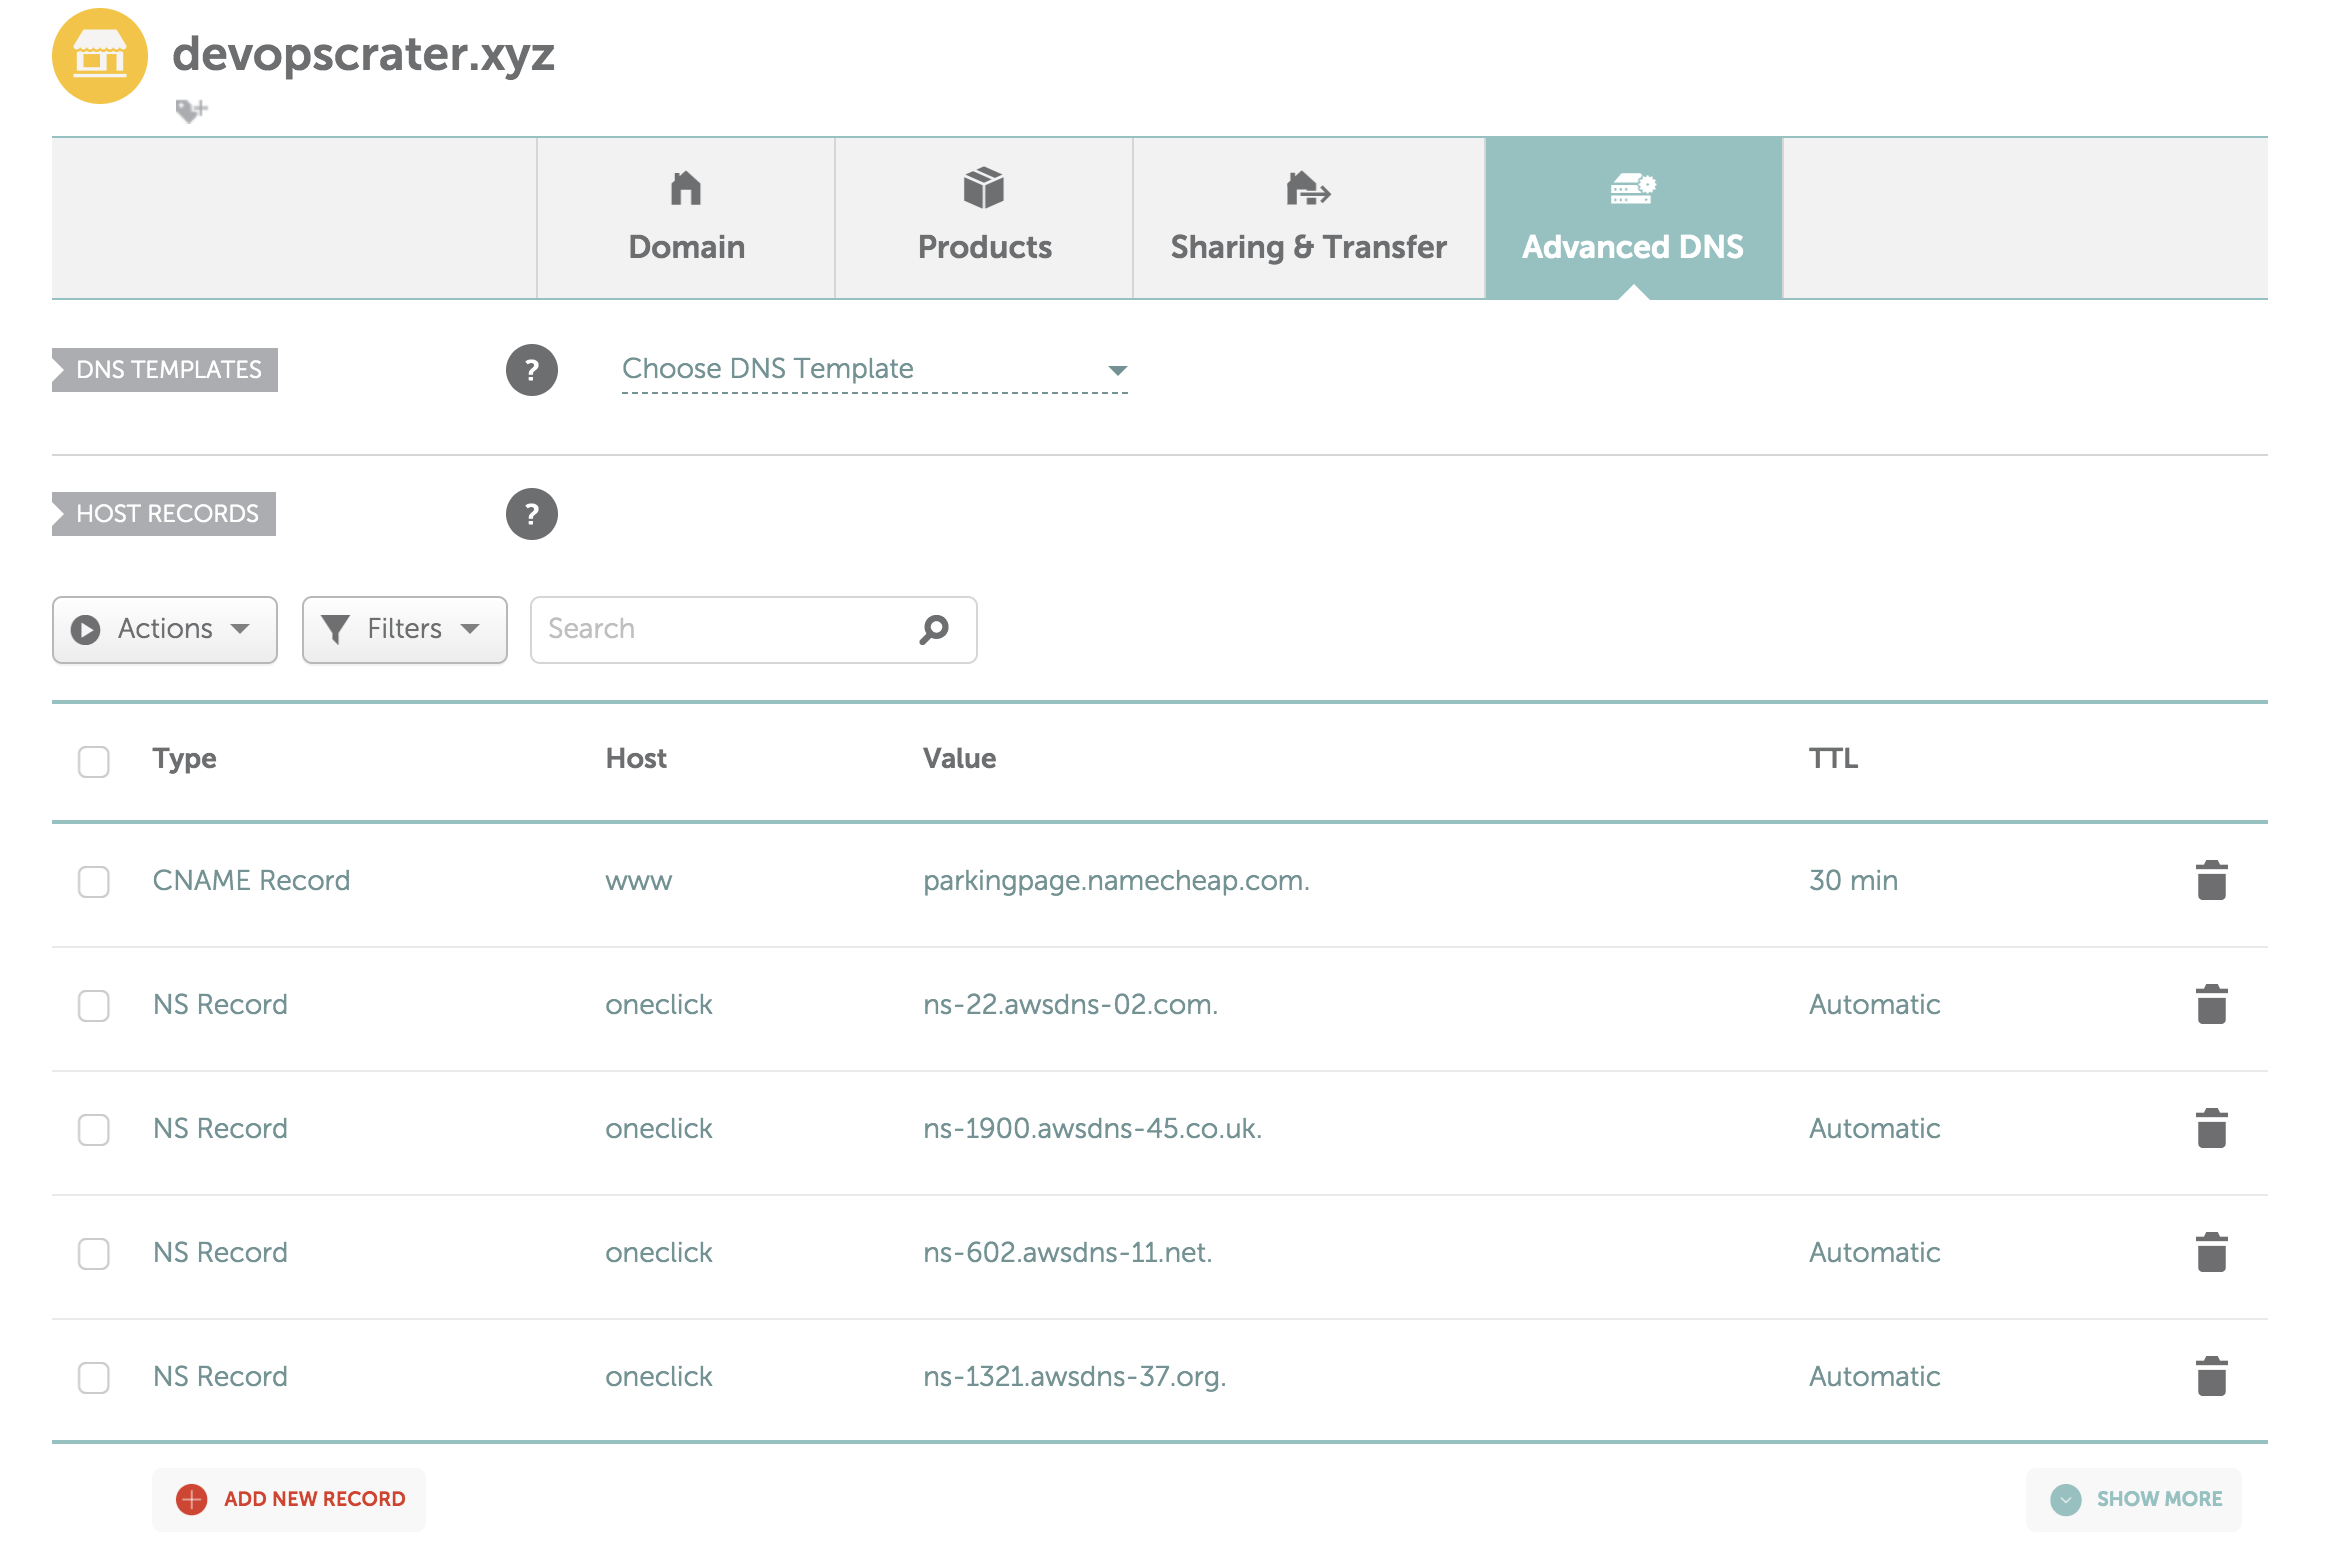 devopscrater.xyz
Domain
Products
Sharing & Transfer
Advanced DNS
DNS TEMPLATES
?
Choose DNS Template
HOST RECORDS
?
Actions
Filters
Search
Type Host Value TTL
CNAME Record www parkingpage.namecheap.com. 30 min
NS Record oneclick ns-22.awsdns-02.com. Automatic
NS Record oneclick ns-1900.awsdns-45.co.uk. Automatic
NS Record oneclick ns-602.awsdns-11.net. Automatic
NS Record oneclick ns-1321.awsdns-37.org. Automatic
ADD NEW RECORD
SHOW MORE